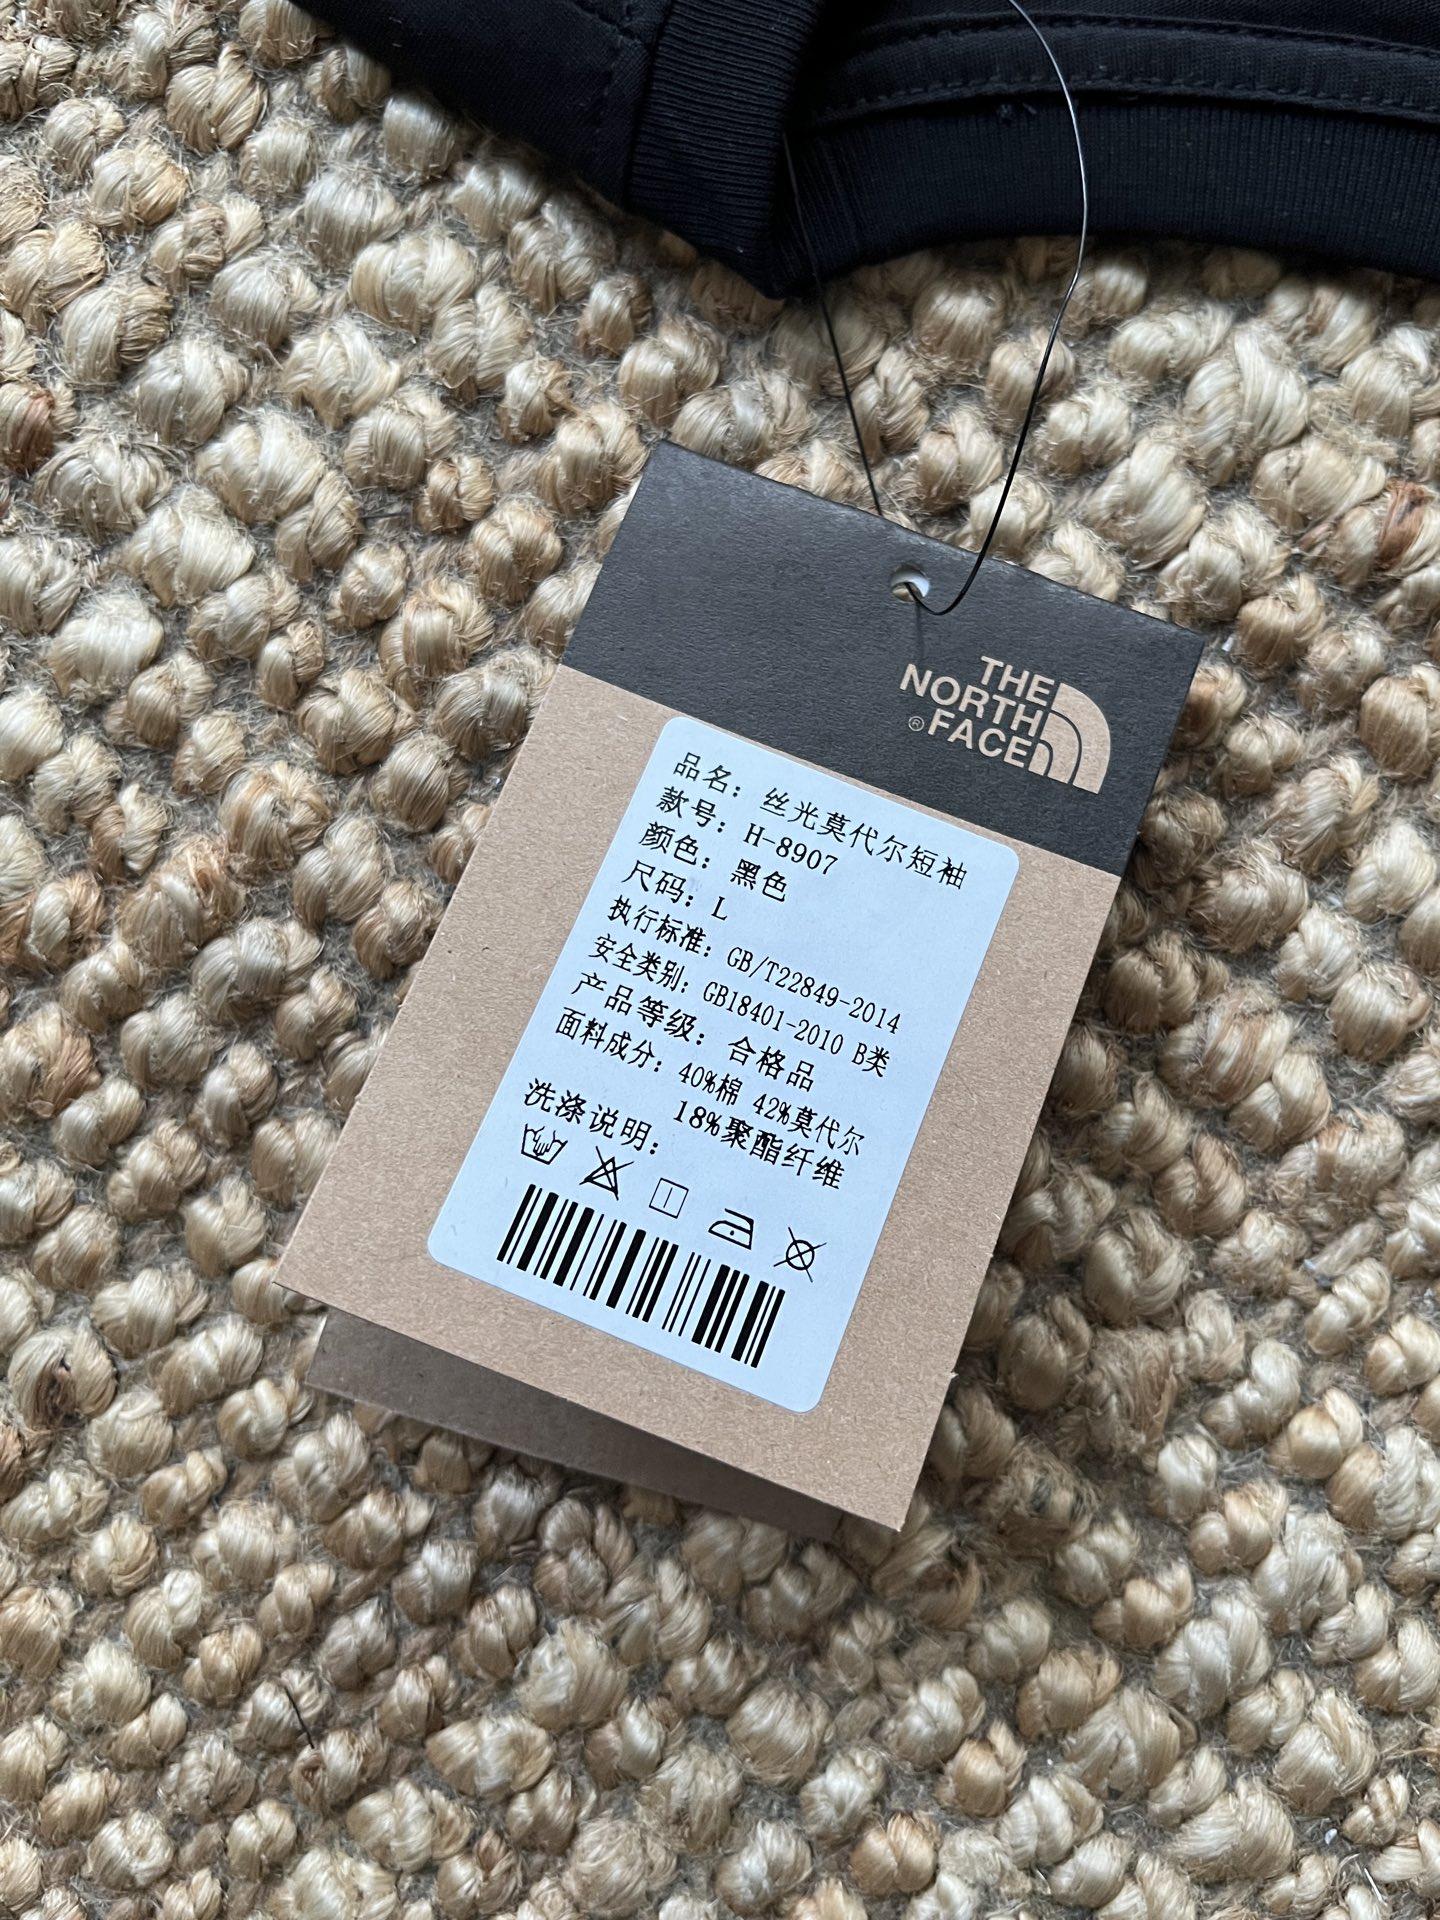 THE
NORTH
® FACE
品名：丝光莫代尔短袖
款号：H-8907
颜色：黑色
尺码：L
执行标准：GB/T22849-2014
安全类别：GB18401-2010 B类
产品等级：合格品
面料成分：40%棉 42%莫代尔
18%聚酯纤维
洗涤说明：